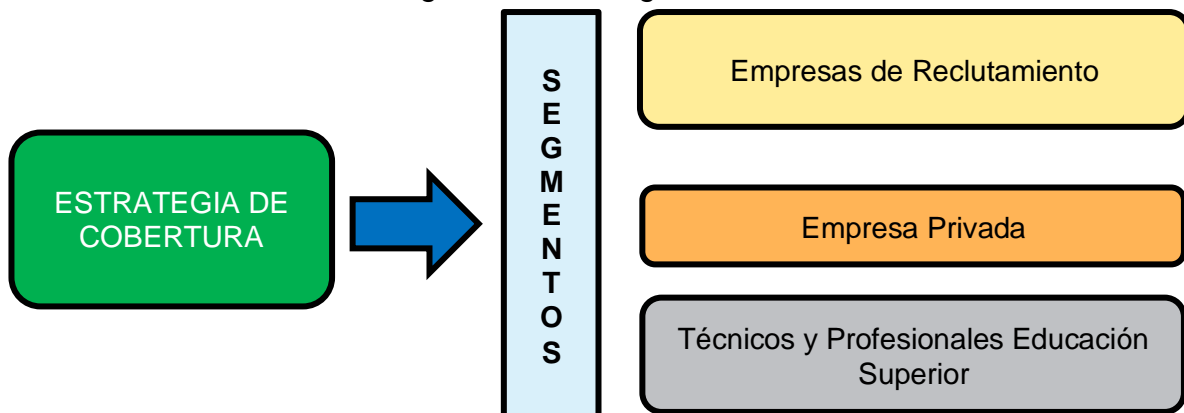 ESTRATEGIA DE
COBERTURA
S
E
G
M
E
N
T
O
S
Empresas de Reclutamiento
Empresa Privada
Técnicos y Profesionales Educación
Superior